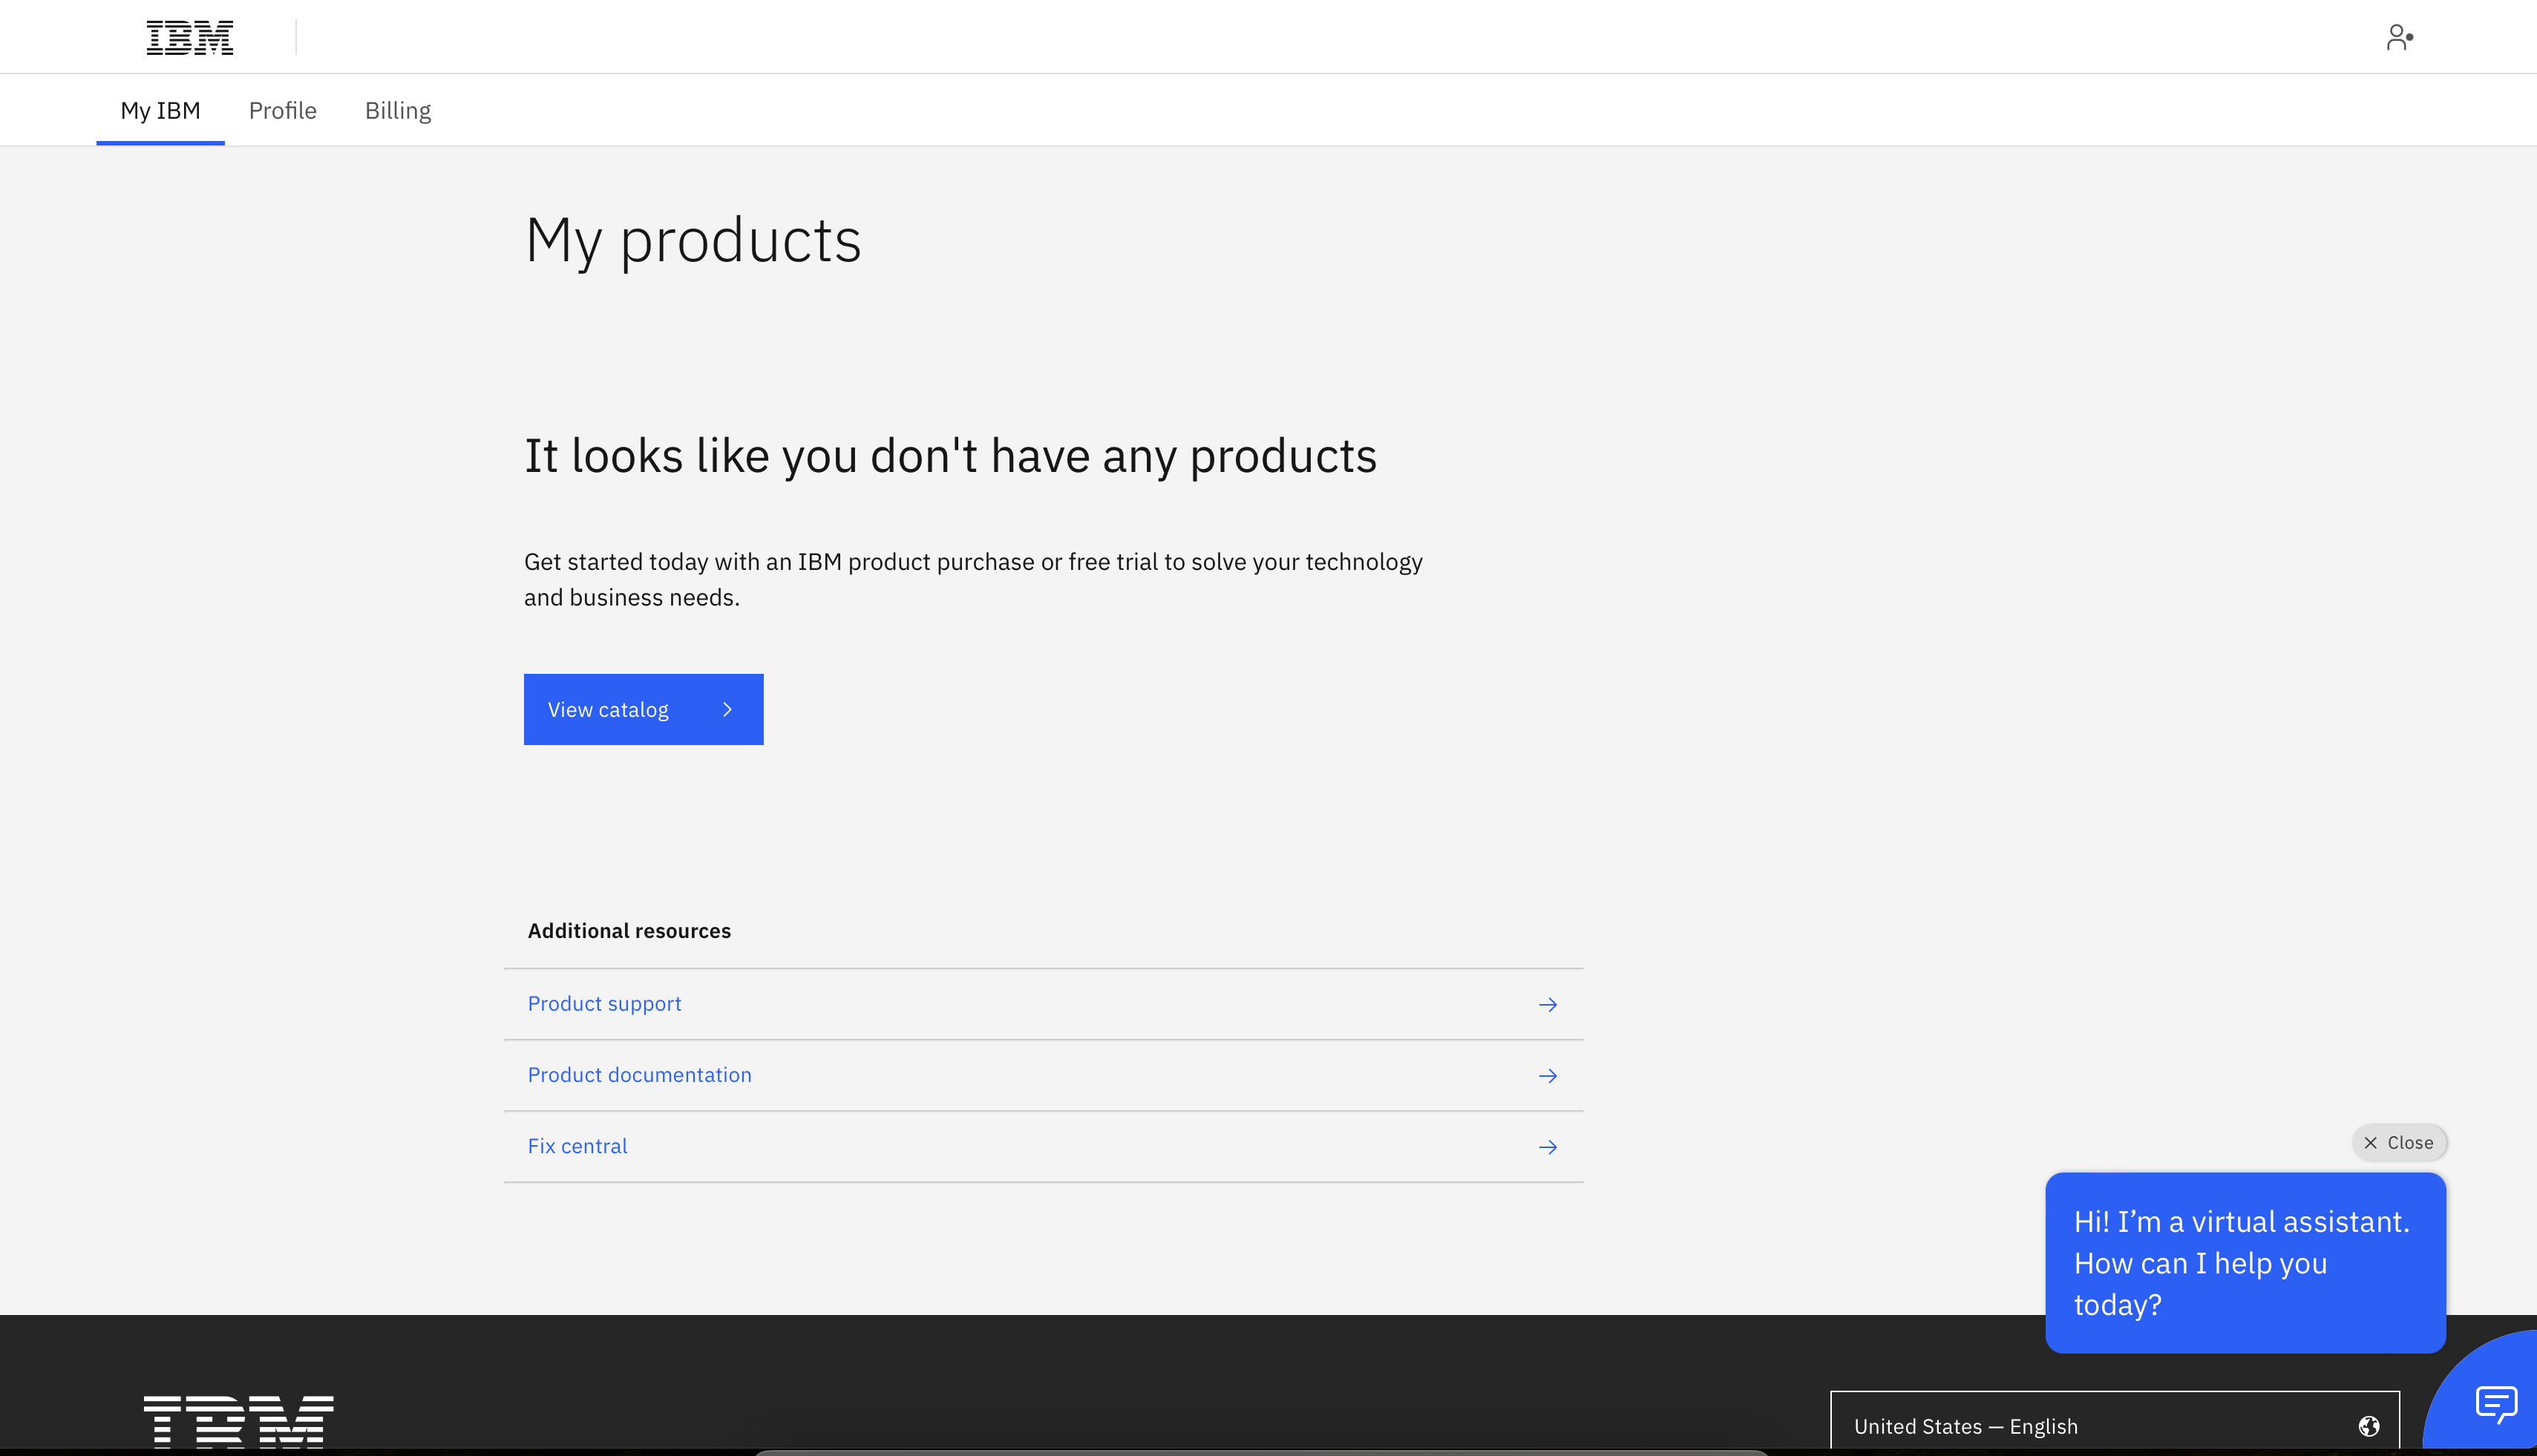 IBM
My IBM
Profile
Billing
My products
It looks like you don't have any products
Get started today with an IBM product purchase or free trial to solve your technology
and business needs.
View catalog
Additional resources
Product support
Product documentation
Fix central
Close
Hi! I’m a virtual assistant.
How can I help you
today?
IBM
United States — English